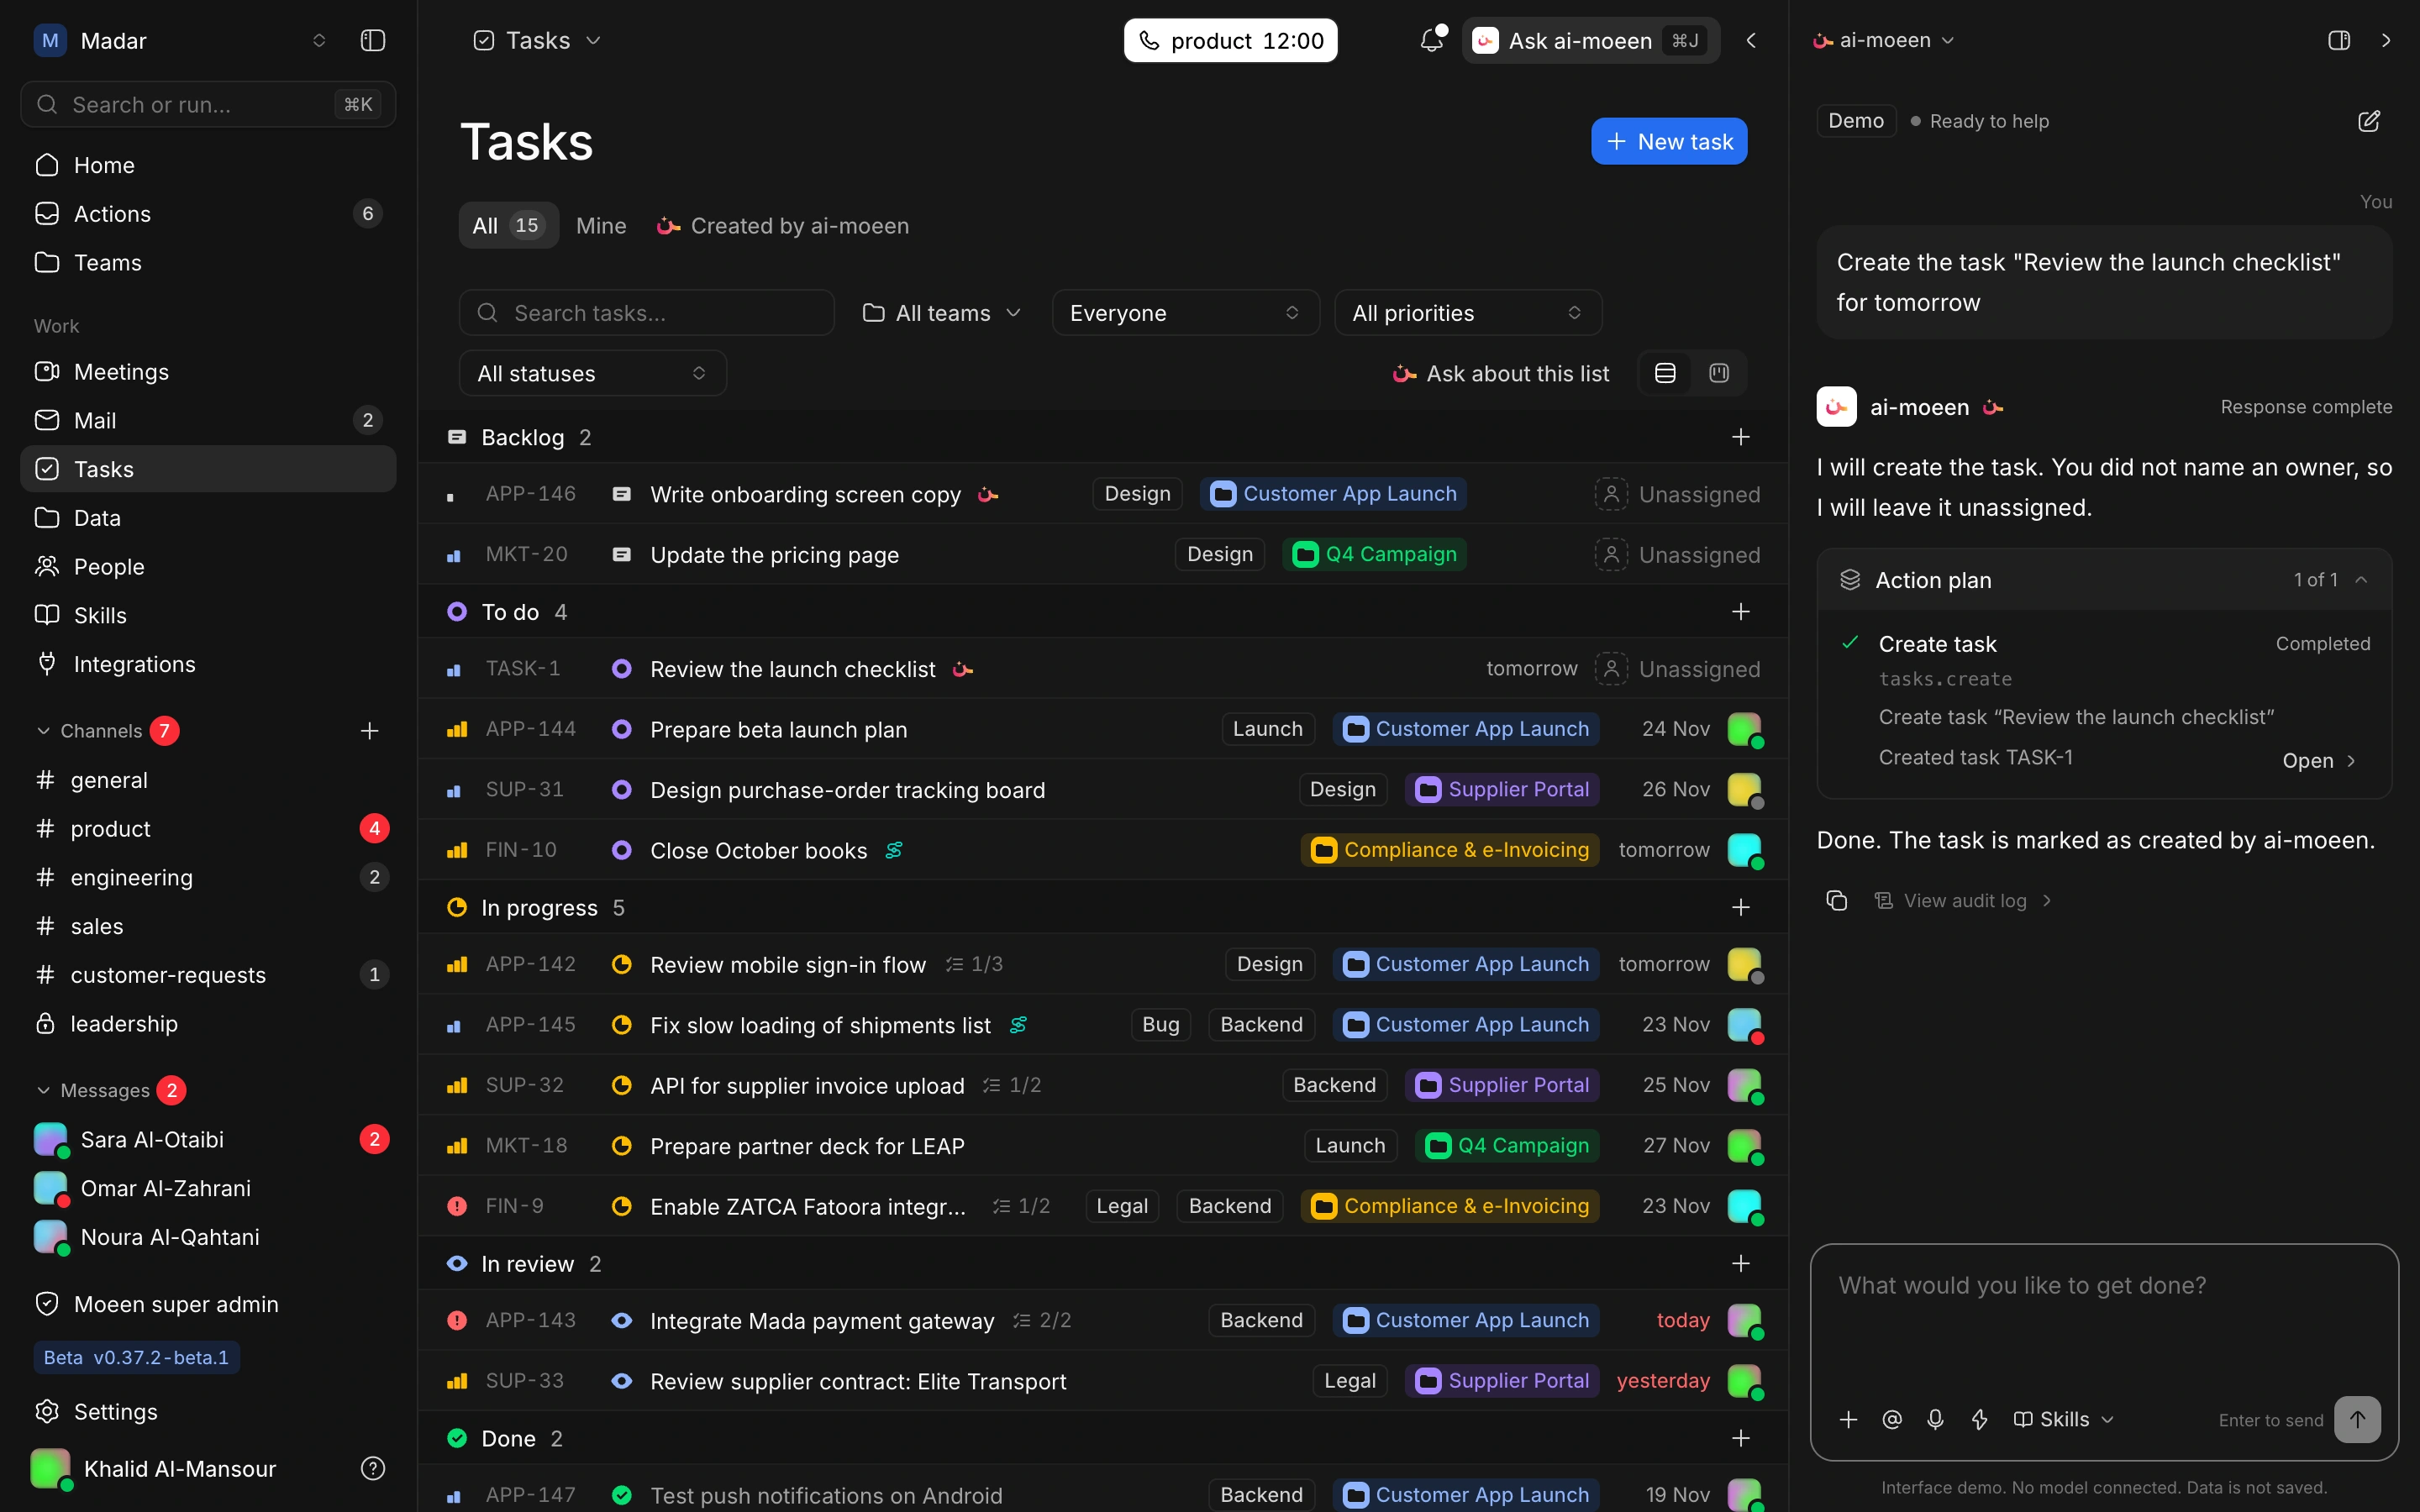 M Madar
Search or run... ⌘K
Home
Actions 6
Teams
Work
Meetings
Mail 2
Tasks
Data
People
Skills
Integrations
Channels 7
# general
# product 4
# engineering 2
# sales
# customer-requests 1
leadership
Messages 2
Sara Al-Otaibi 2
Omar Al-Zahrani
Noura Al-Qahtani
Moeen super admin
Beta v0.37.2-beta.1
Settings
Khalid Al-Mansour
Tasks
product 12:00
Ask ai-moeen ⌘J
Tasks
New task
All 15
Mine
Created by ai-moeen
Search tasks...
All teams
Everyone
All priorities
All statuses
Ask about this list
Backlog 2
APP-146 Write onboarding screen copy Design Customer App Launch Unassigned
MKT-20 Update the pricing page Design Q4 Campaign Unassigned
To do 4
TASK-1 Review the launch checklist tomorrow Unassigned
APP-144 Prepare beta launch plan Launch Customer App Launch 24 Nov
SUP-31 Design purchase-order tracking board Design Supplier Portal 26 Nov
FIN-10 Close October books Compliance & e-Invoicing tomorrow
In progress 5
APP-142 Review mobile sign-in flow 1/3 Design Customer App Launch tomorrow
APP-145 Fix slow loading of shipments list Bug Backend Customer App Launch 23 Nov
SUP-32 API for supplier invoice upload 1/2 Backend Supplier Portal 25 Nov
MKT-18 Prepare partner deck for LEAP Launch Q4 Campaign 27 Nov
FIN-9 Enable ZATCA Fatoora integr... 1/2 Legal Backend Compliance & e-Invoicing 23 Nov
In review 2
APP-143 Integrate Mada payment gateway 2/2 Backend Customer App Launch today
SUP-33 Review supplier contract: Elite Transport Legal Supplier Portal yesterday
Done 2
APP-147 Test push notifications on Android Backend Customer App Launch 19 Nov
ai-moeen
Demo Ready to help
You
Create the task "Review the launch checklist"
for tomorrow
ai-moeen Response complete
I will create the task. You did not name an owner, so
I will leave it unassigned.
Action plan 1 of 1
Create task Completed
tasks.create
Create task “Review the launch checklist”
Created task TASK-1 Open
Done. The task is marked as created by ai-moeen.
View audit log
What would you like to get done?
Skills Enter to send
Interface demo. No model connected. Data is not saved.